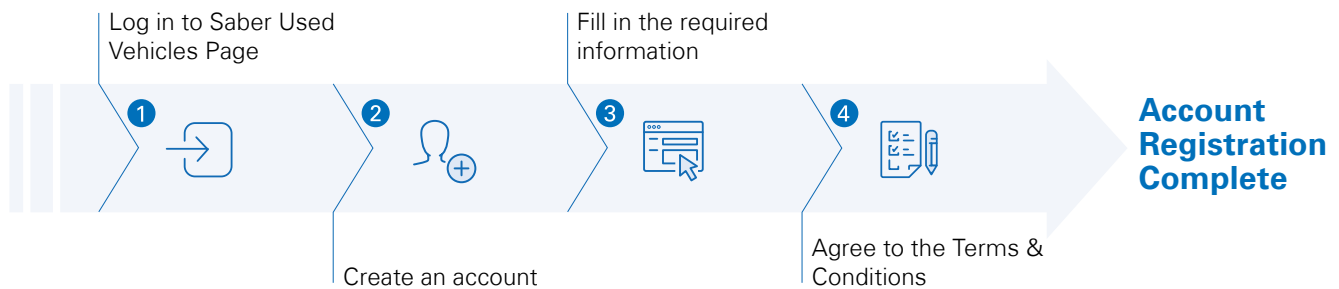 Log in to Saber Used
Vehicles Page
1
2
Create an account
Fill in the required
information
3
4
Agree to the Terms &
Conditions
Account
Registration
Complete